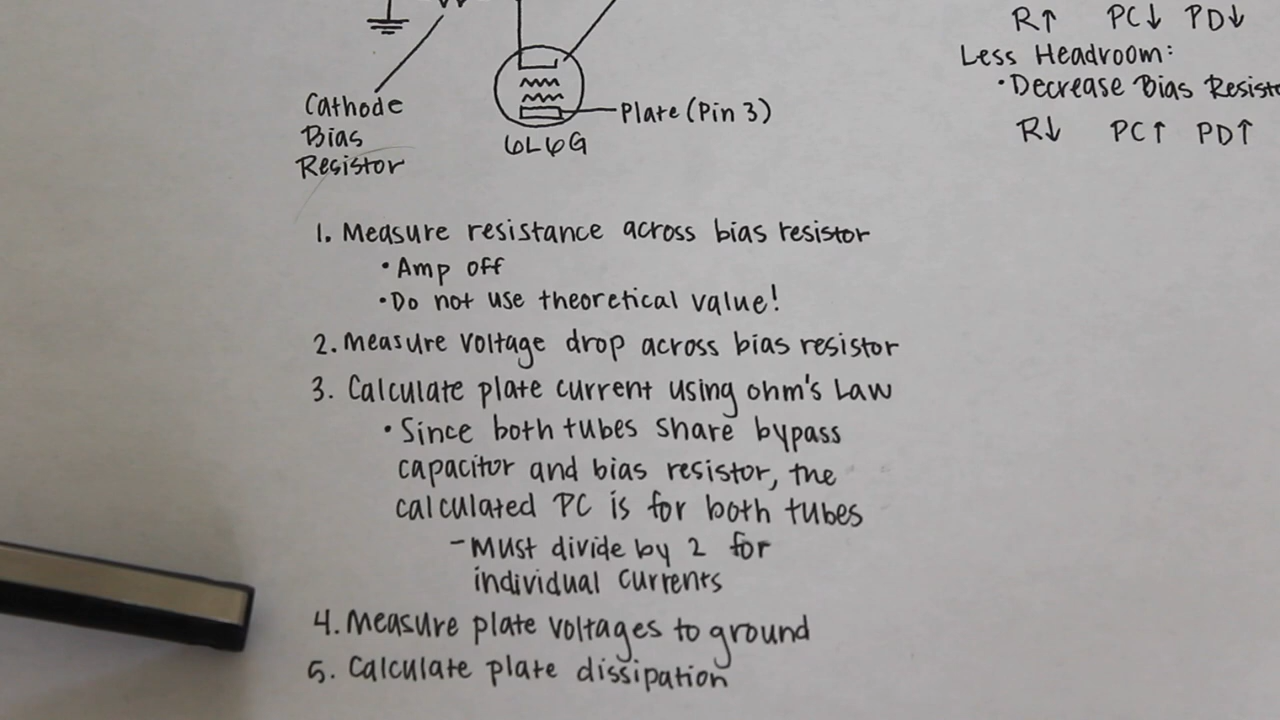 R↑ PC↓ PD↓
Less Headroom:
•Decrease Bias
R↓ PC↑ PD↑
Cathode
Bias
Resistor
Plate (Pin 3)
6L6G
1. Measure resistance across bias resistor
•Amp off
•Do not use theoretical value!
2. Measure voltage drop across bias resistor
3. Calculate plate current using ohm's Law
•Since both tubes share bypass
capacitor and bias resistor, the
calculated PC is for both tubes
-Must divide by 2 for
individual currents
4. Measure plate voltages to ground
5. Calculate plate dissipation